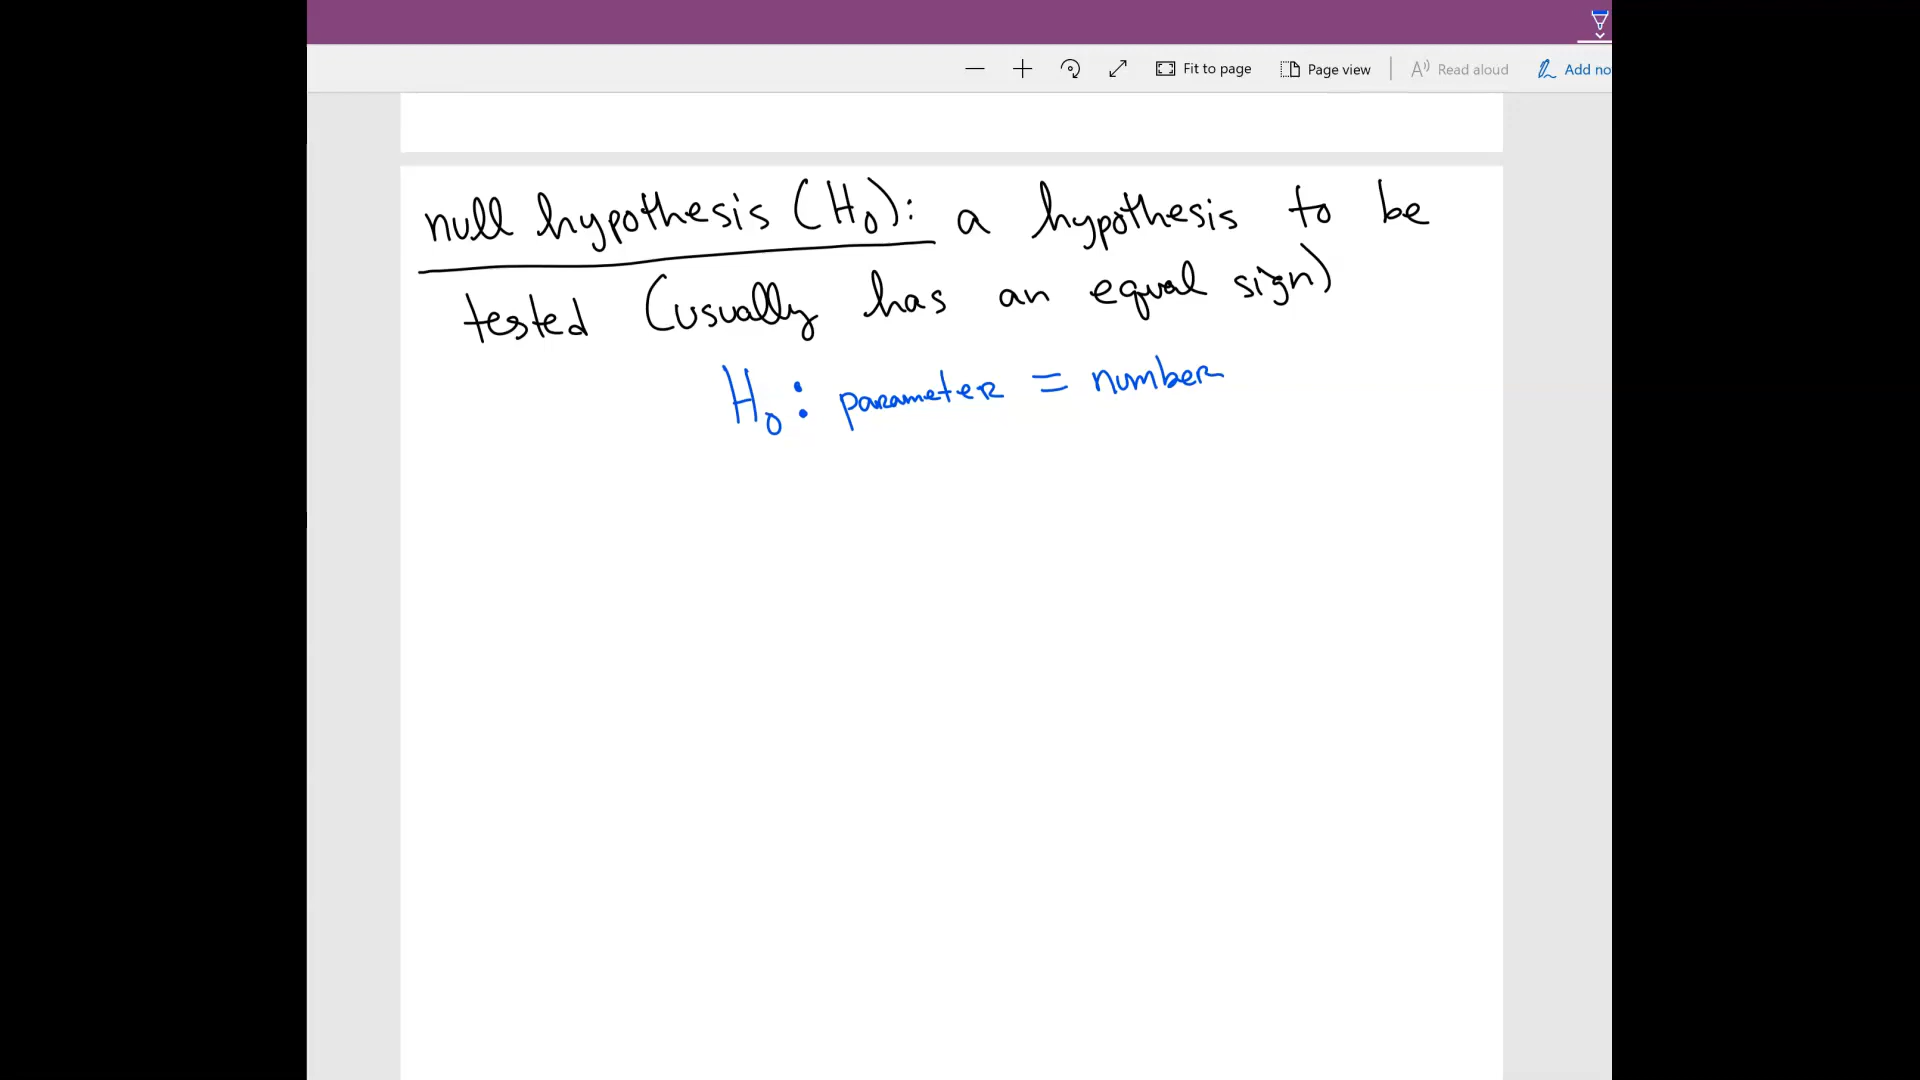 Fit to page Page view Read aloud Add no
null hypothesis (H₀): a hypothesis to be
tested (usually has an equal sign)
H₀: parameter = number